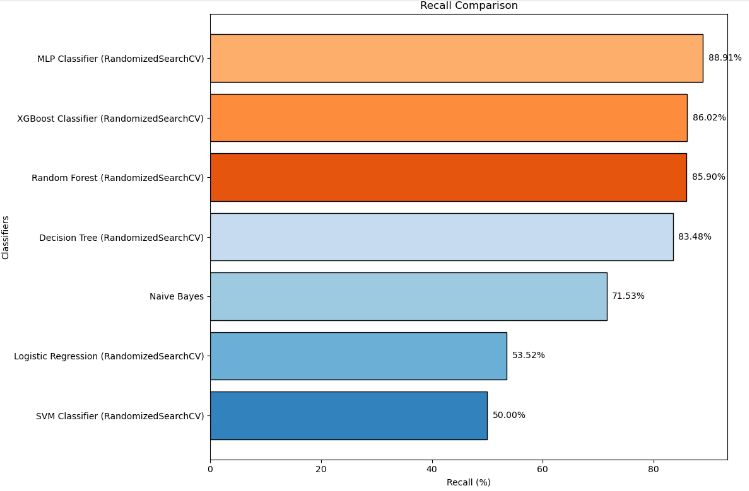 Recall Comparison
MLP Classifier (RandomizedSearchCV) 88.91%
XGBoost Classifier (RandomizedSearchCV) 86.02%
Random Forest (RandomizedSearchCV) 85.90%
Decision Tree (RandomizedSearchCV) 83.48%
Naive Bayes 71.53%
Logistic Regression (RandomizedSearchCV) 53.52%
SVM Classifier (RandomizedSearchCV) 50.00%
Classifiers
0 20 40 60 80
Recall (%)